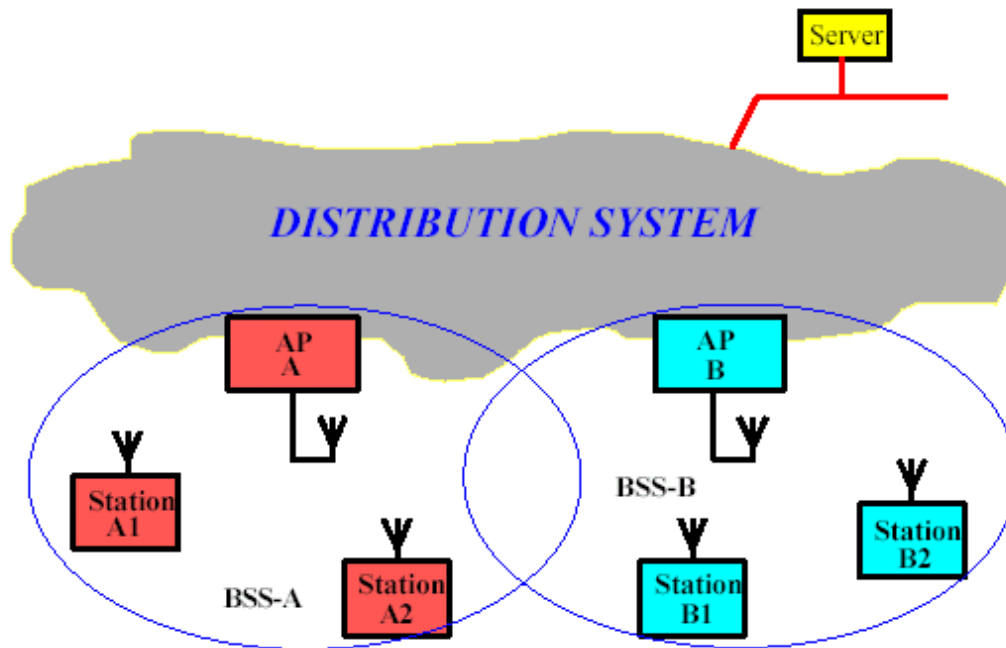 Server
DISTRIBUTION SYSTEM
AP
A
AP
B
Station
A1
BSS-A
Station
A2
BSS-B
Station
B1
Station
B2